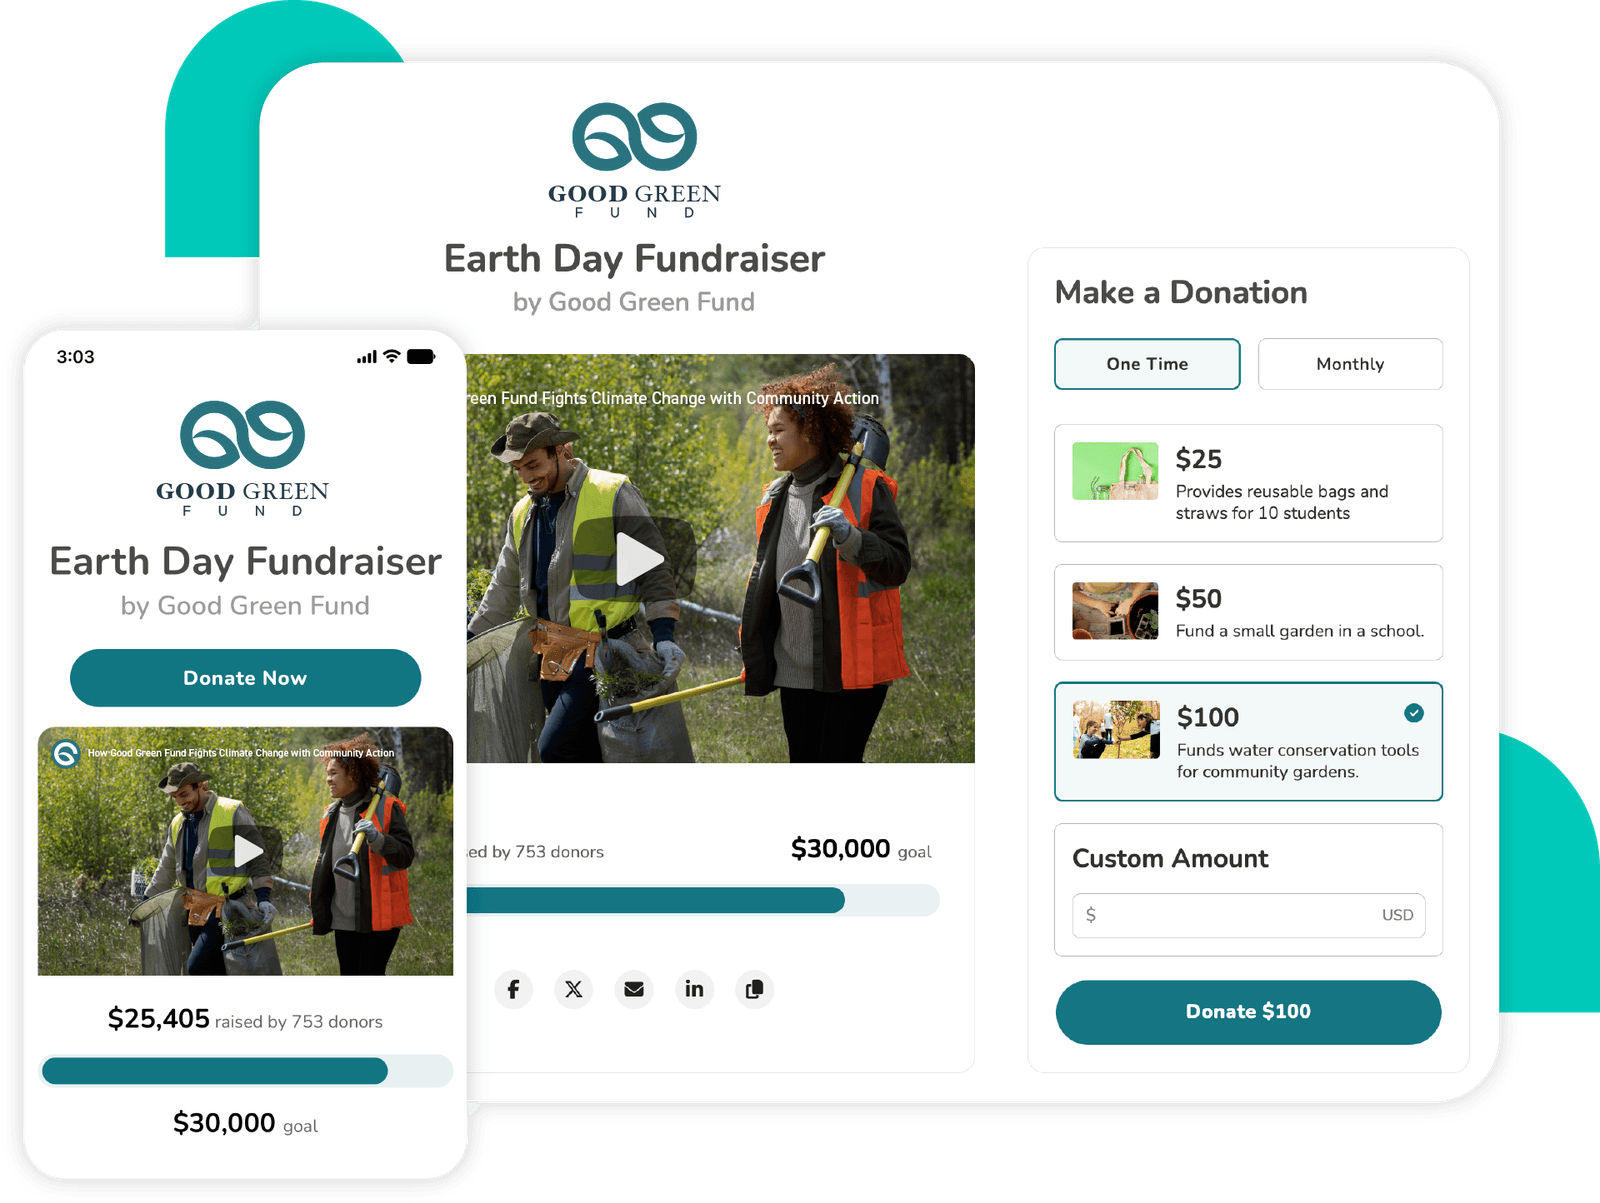 GOOD GREEN
FUND
Earth Day Fundraiser
by Good Green Fund
Fund Fights Climate Change with Community Action
by 753 donors
$30,000 goal
Make a Donation
One Time
Monthly
$25
Provides reusable bags and
straws for 10 students
$50
Fund a small garden in a school.
$100
Funds water conservation tools
for community gardens.
Custom Amount
$ USD
Donate $100
3:03
GOOD GREEN
FUND
Earth Day Fundraiser
by Good Green Fund
Donate Now
How Good Green Fund Fights Climate Change with Community Action
$25,405 raised by 753 donors
$30,000 goal